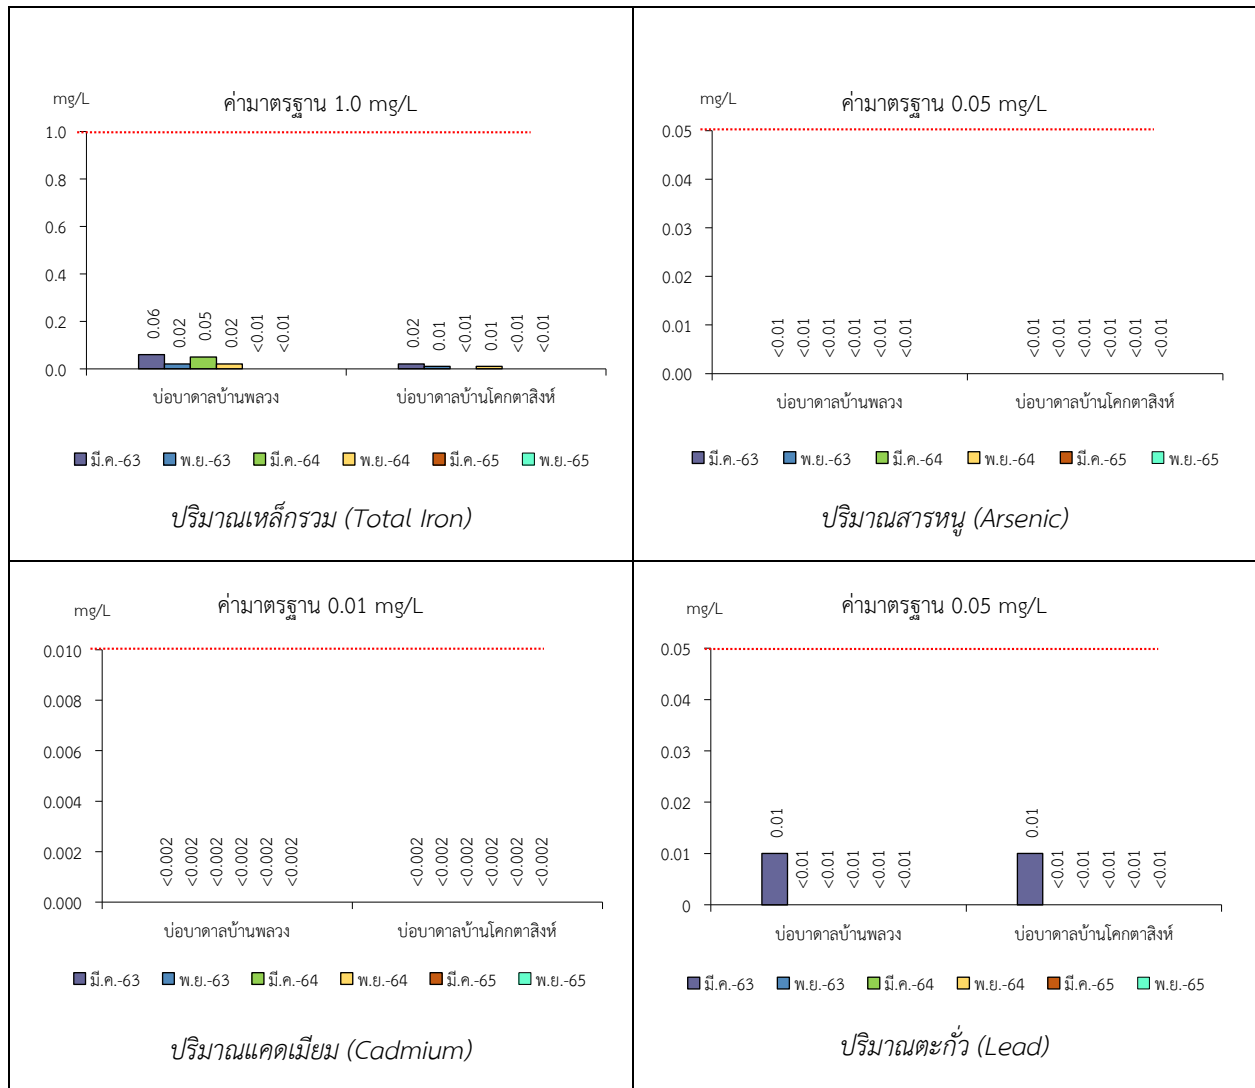 mg/L ค่ามาตรฐาน 1.0 mg/L
1.0
0.8
0.6
0.4
0.2
0.0
0.06 0.02 0.05 0.02 <0.01 <0.01 0.02 0.01 <0.01 0.01 <0.01 <0.01
บ่อบาดาลบ้านพลวง บ่อบาดาลบ้านโคกตาสิงห์
มี.ค.-63 พ.ย.-63 มี.ค.-64 พ.ย.-64 มี.ค.-65 พ.ย.-65
ปริมาณเหล็กรวม (Total Iron)
mg/L ค่ามาตรฐาน 0.05 mg/L
0.05
0.04
0.03
0.02
0.01
0.00
<0.01 <0.01 <0.01 <0.01 <0.01 <0.01 <0.01 <0.01 <0.01 <0.01 <0.01 <0.01
บ่อบาดาลบ้านพลวง บ่อบาดาลบ้านโคกตาสิงห์
มี.ค.-63 พ.ย.-63 มี.ค.-64 พ.ย.-64 มี.ค.-65 พ.ย.-65
ปริมาณสารหนู (Arsenic)
mg/L ค่ามาตรฐาน 0.01 mg/L
0.010
0.008
0.006
0.004
0.002
0.000
<0.002 <0.002 <0.002 <0.002 <0.002 <0.002 <0.002 <0.002 <0.002 <0.002 <0.002 <0.002
บ่อบาดาลบ้านพลวง บ่อบาดาลบ้านโคกตาสิงห์
มี.ค.-63 พ.ย.-63 มี.ค.-64 พ.ย.-64 มี.ค.-65 พ.ย.-65
ปริมาณแคดเมียม (Cadmium)
mg/L ค่ามาตรฐาน 0.05 mg/L
0.05
0.04
0.03
0.02
0.01
0
0.01 <0.01 <0.01 <0.01 <0.01 <0.01 0.01 <0.01 <0.01 <0.01 <0.01 <0.01
บ่อบาดาลบ้านพลวง บ่อบาดาลบ้านโคกตาสิงห์
มี.ค.-63 พ.ย.-63 มี.ค.-64 พ.ย.-64 มี.ค.-65 พ.ย.-65
ปริมาณตะกั่ว (Lead)